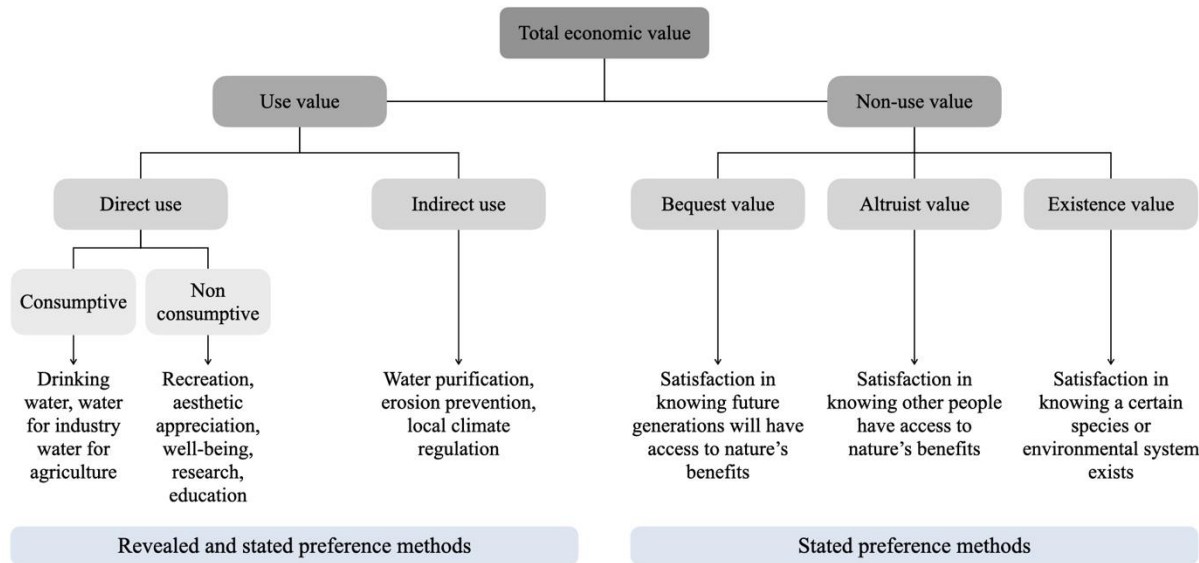 Total economic value
Use value
Non-use value
Direct use
Indirect use
Bequest value
Altruist value
Existence value
Consumptive
Non
consumptive
Drinking
water, water
for industry
water for
agriculture
Recreation,
aesthetic
appreciation,
well-being,
research,
education
Water purification,
erosion prevention,
local climate
regulation
Satisfaction in
knowing future
generations will have
access to nature’s
benefits
Satisfaction in
knowing other people
have access to
nature’s benefits
Satisfaction in
knowing a certain
species or
environmental system
exists
Revealed and stated preference methods
Stated preference methods